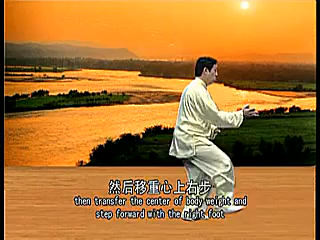 然后移重心上右步
then transfer the center of body weight and
step forward with the right foot